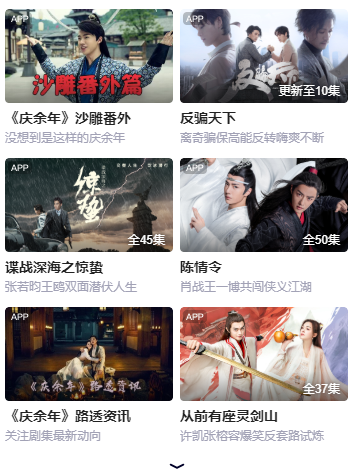 APP
沙雕番外篇
《庆余年》沙雕番外
没想到是这样的庆余年
APP
反骗天下
更新至10集
反骗天下
离奇骗保高能反转嗨爽不断
APP
惊蛰
全45集
谍战深海之惊蛰
张若昀王鸥双面潜伏人生
APP
全50集
陈情令
肖战王一博共闯侠义江湖
APP
《庆余年》路透资讯
《庆余年》路透资讯
关注剧集最新动向
APP
全37集
从前有座灵剑山
许凯张榕容爆笑反套路试炼